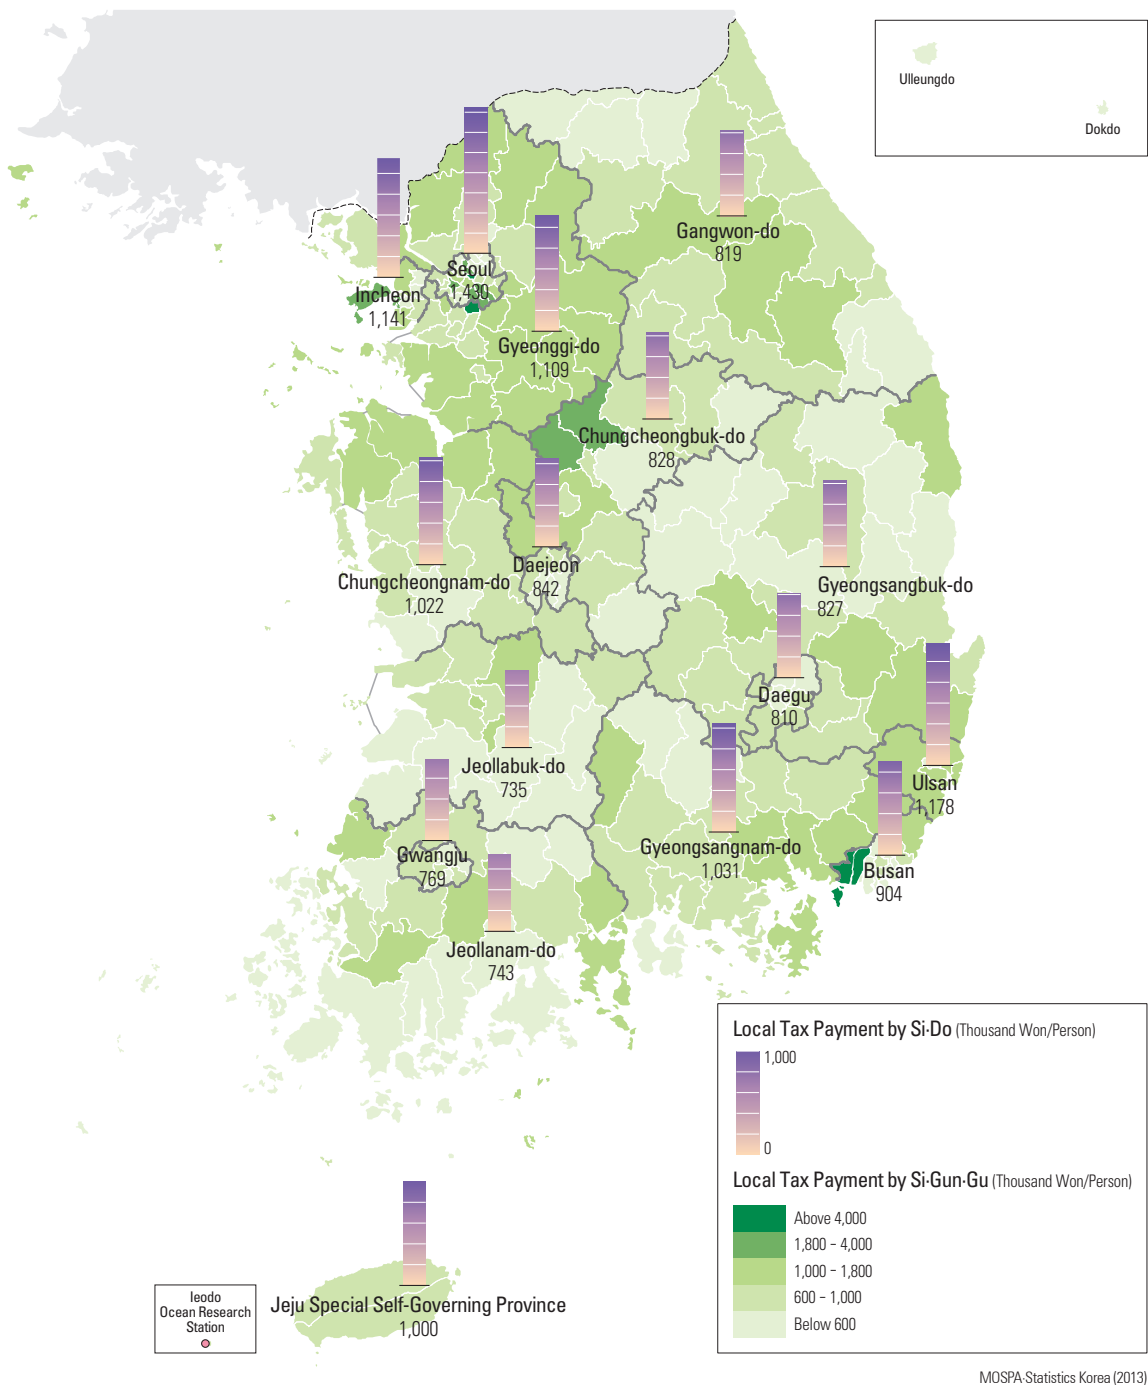 Ulleungdo
Dokdo
Gangwon-do
819
Seoul
1,430
Incheon
1,141
Gyeonggi-do
1,109
Chungcheongbuk-do
828
Chungcheongnam-do
1,022
Daejeon
842
Gyeongsangbuk-do
827
Daegu
810
Jeollabuk-do
735
Ulsan
1,178
Gyeongsangnam-do
1,031
Busan
904
Gwangju
769
Jeollanam-do
743
Jeju Special Self-Governing Province
1,000
Ieodo
Ocean Research
Station
Local Tax Payment by Si·Do (Thousand Won/Person)
1,000
0
Local Tax Payment by Si·Gun·Gu (Thousand Won/Person)
Above 4,000
1,800 – 4,000
1,000 – 1,800
600 – 1,000
Below 600
MOSPA·Statistics Korea (2013)